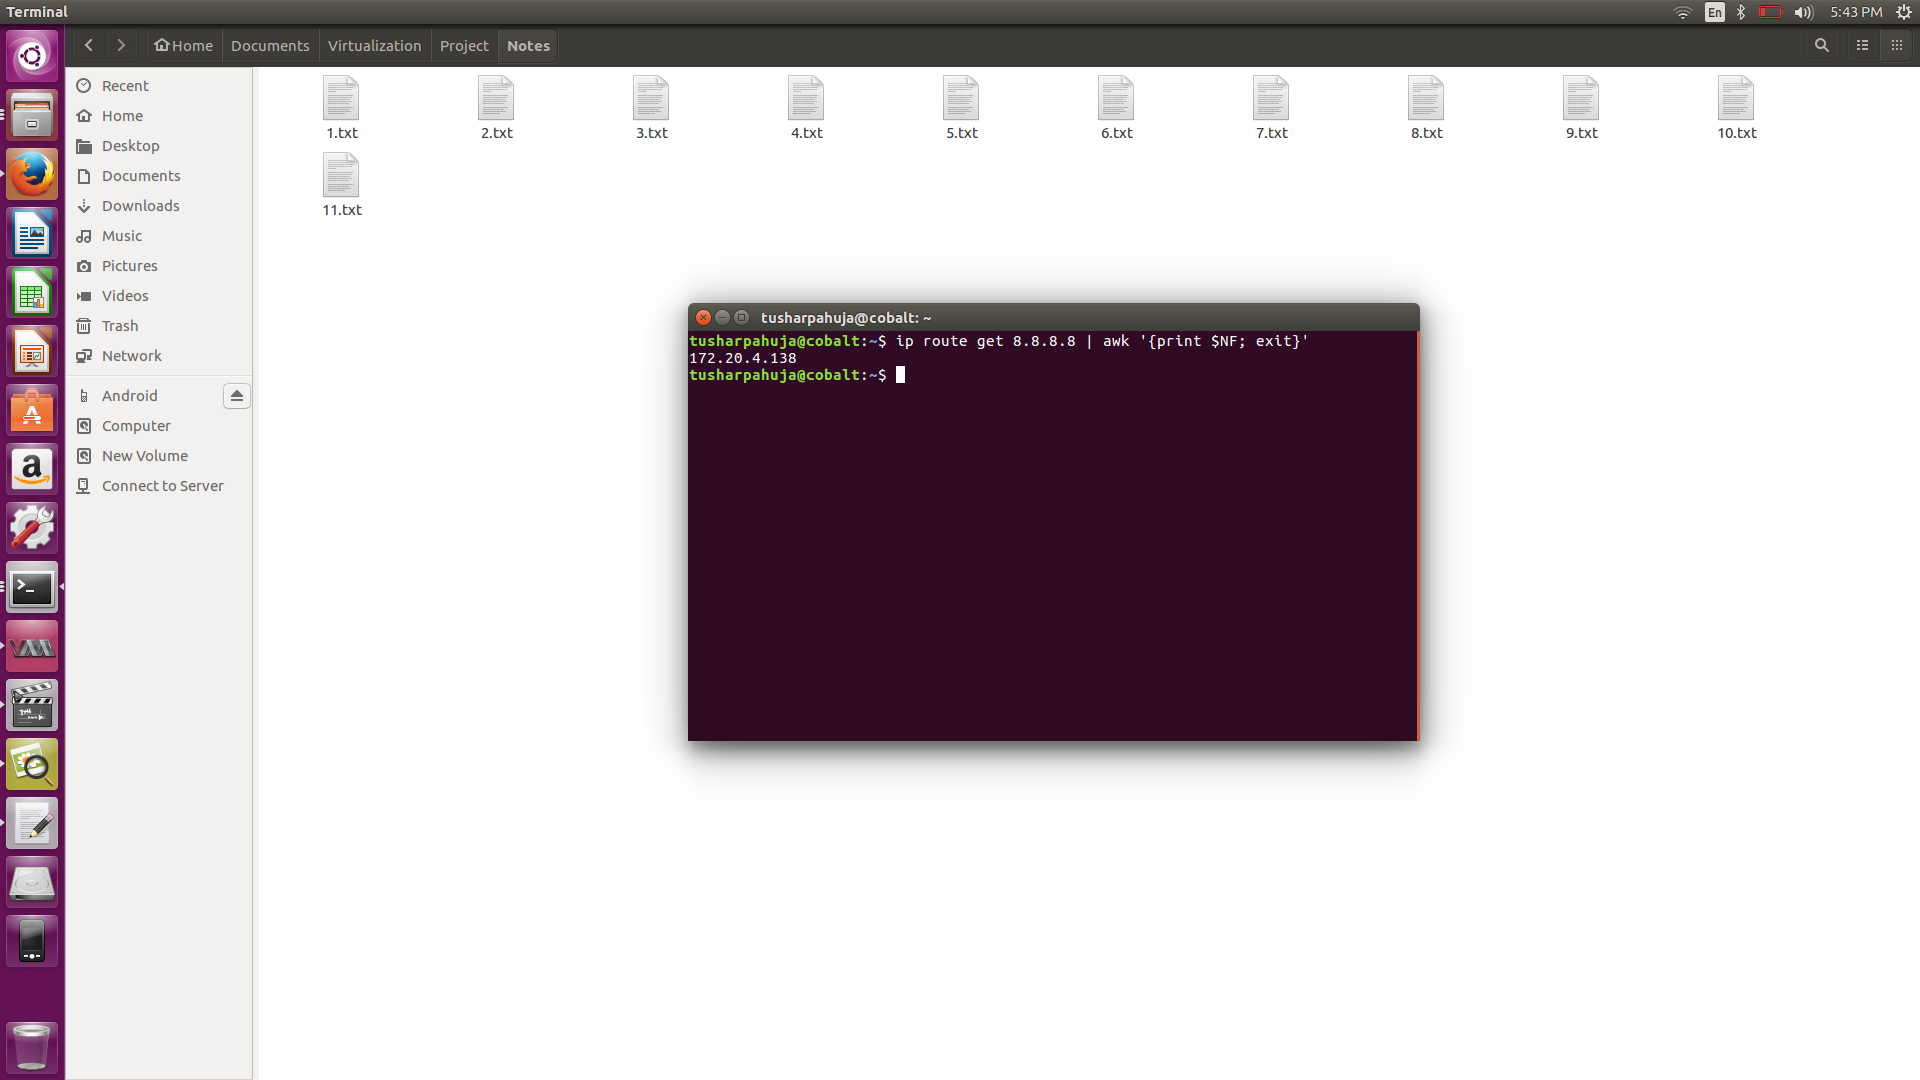 Terminal
En
5:43 PM
Home Documents Virtualization Project Notes
Recent
Home
Desktop
Documents
Downloads
Music
Pictures
Videos
Trash
Network
Android
Computer
New Volume
Connect to Server
1.txt 2.txt 3.txt 4.txt 5.txt 6.txt 7.txt 8.txt 9.txt 10.txt
11.txt
tusharpahuja@cobalt: ~
tusharpahuja@cobalt:~$ ip route get 8.8.8.8 | awk '{print $NF; exit}'
172.20.4.138
tusharpahuja@cobalt:~$